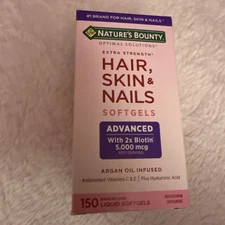 #1 BRAND FOR HAIR, SKIN & NAILS
NATURE'S BOUNTY
OPTIMAL SOLUTIONS
EXTRA STRENGTH
HAIR,
SKIN &
NAILS
SOFTGELS
ADVANCED
With 2x Biotin
5,000 mcg
ARGAN OIL INFUSED
Antioxidant Vitamins C & E | Plus Hyaluronic Acid
150
LIQUID SOFTGELS